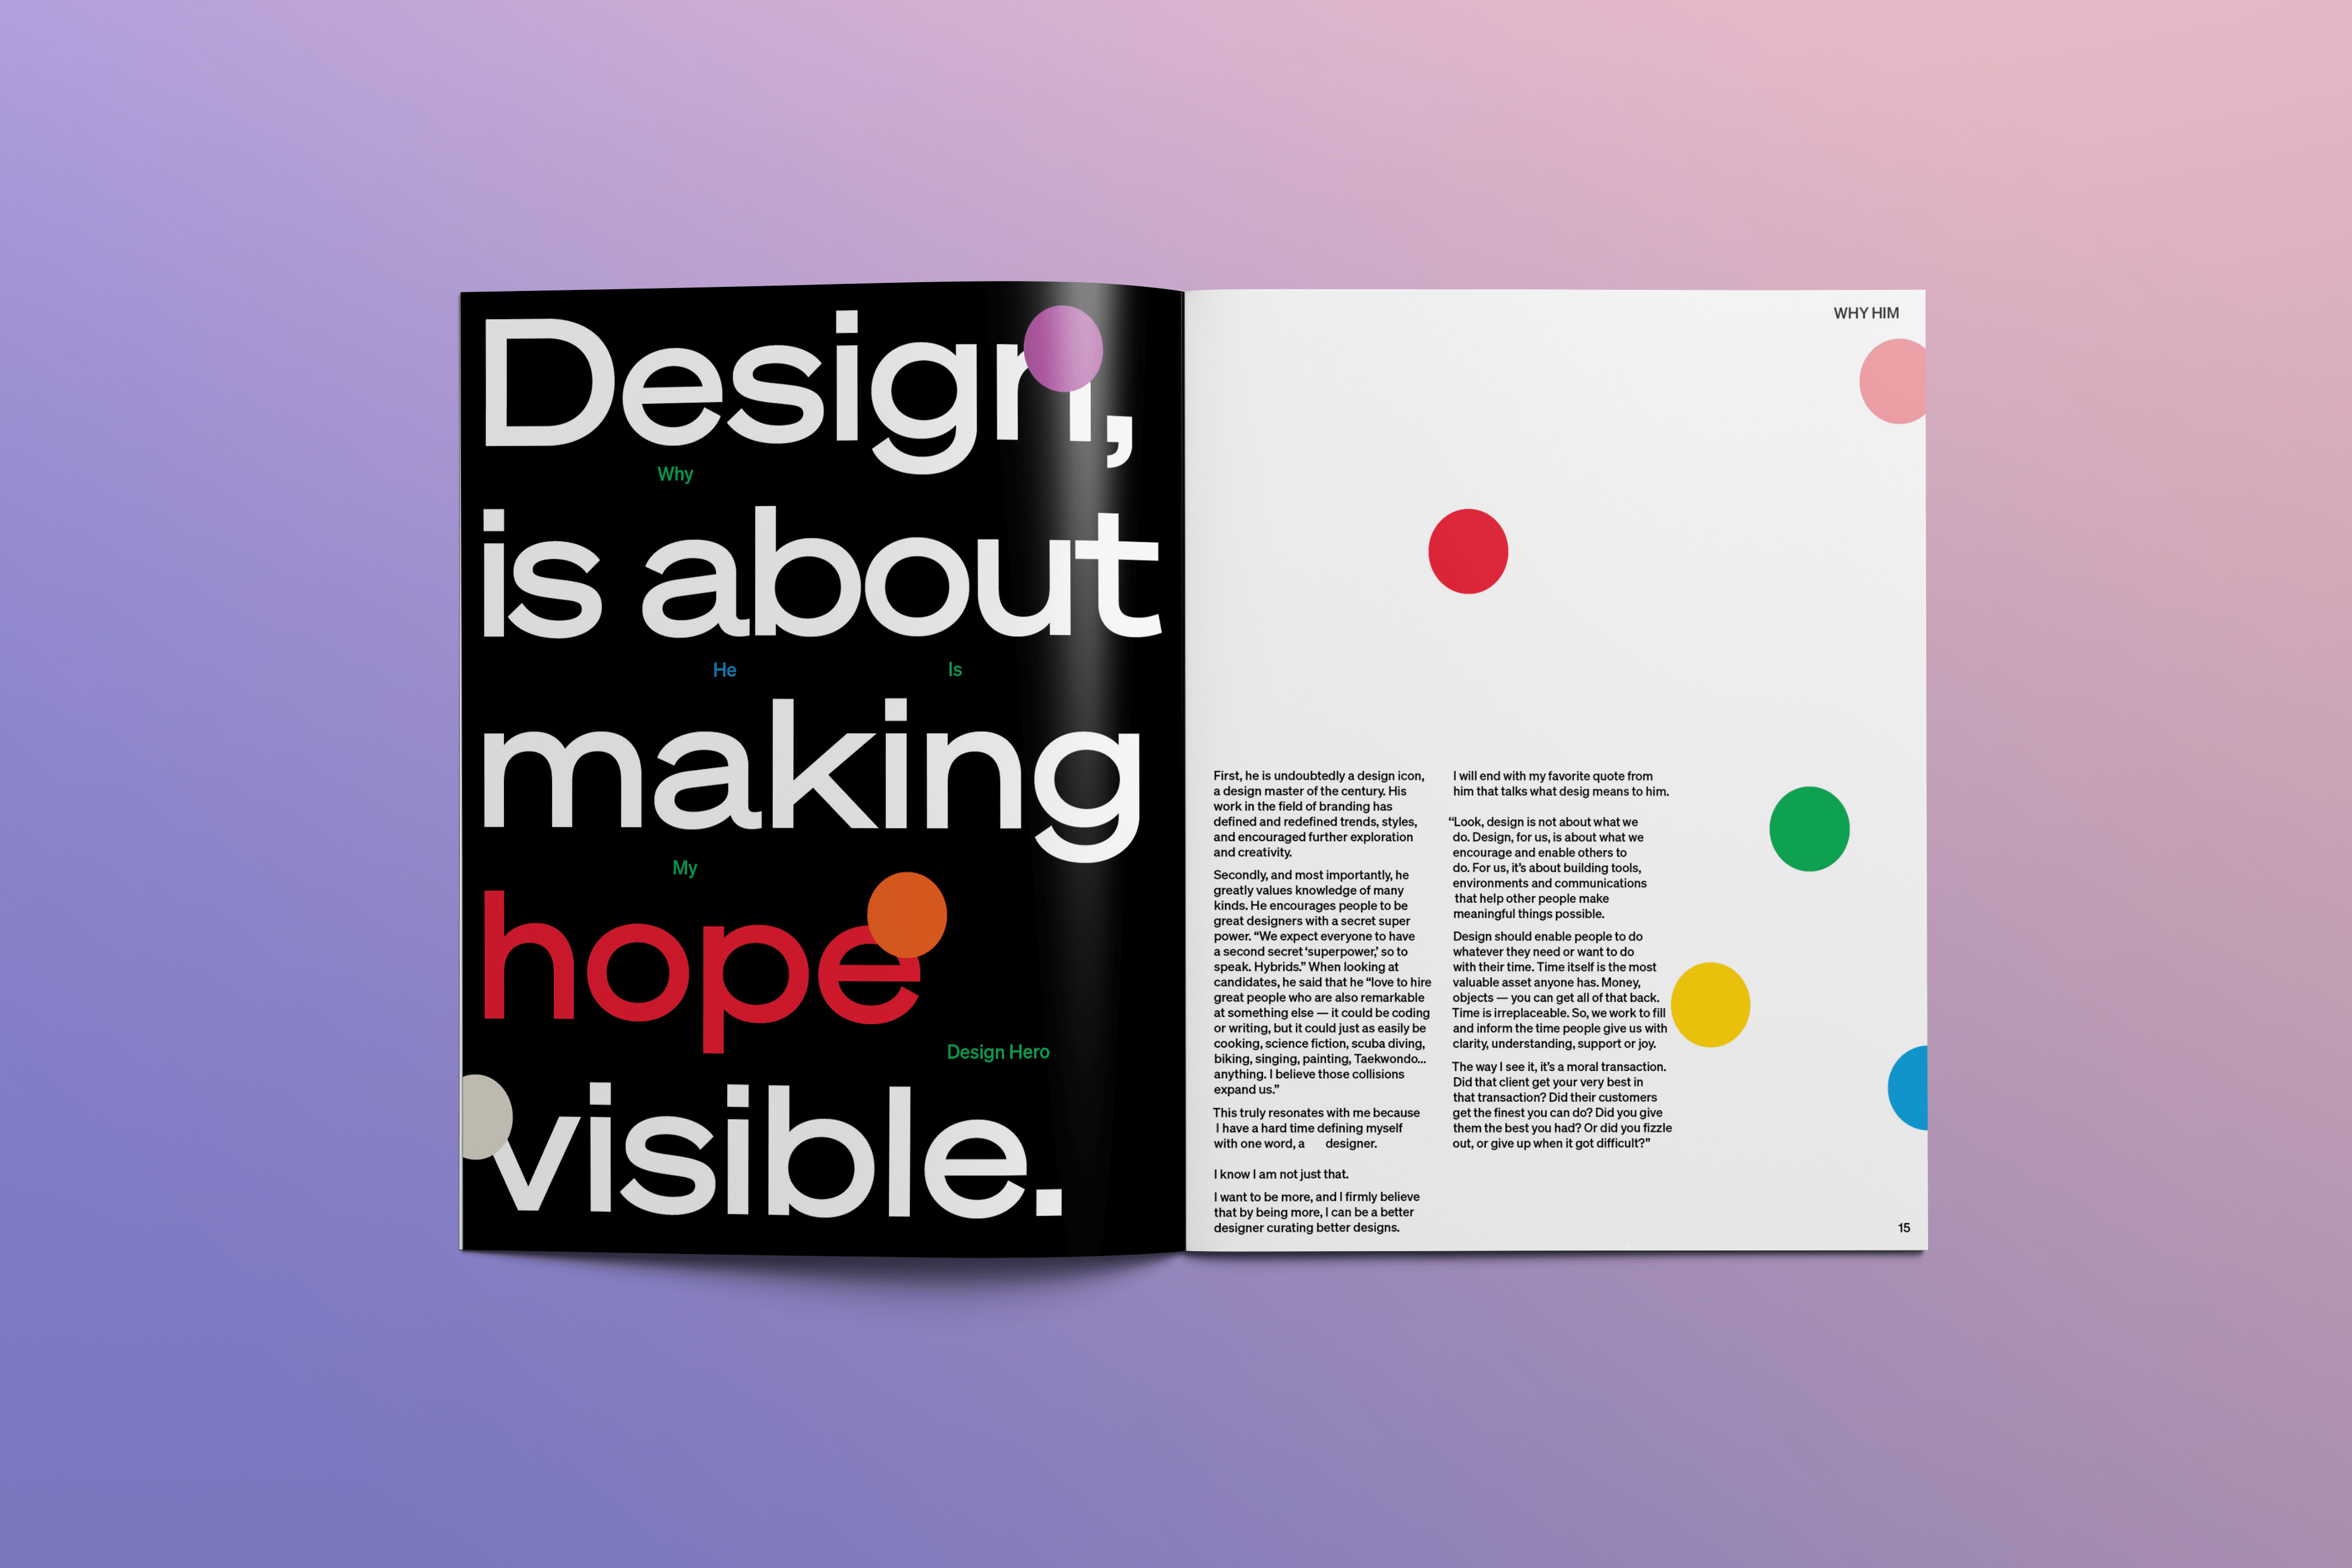 Design,
Why
is about
He Is
making
My
hope
Design Hero
visible.
WHY HIM
First, he is undoubtedly a design icon,
a design master of the century. His
work in the field of branding has
defined and redefined trends, styles,
and encouraged further exploration
and creativity.
Secondly, and most importantly, he
greatly values knowledge of many
kinds. He encourages people to be
great designers with a secret super
power. “We expect everyone to have
a second secret ‘superpower,’ so to
speak. Hybrids.” When looking at
candidates, he said that he “love to hire
great people who are also remarkable
at something else — it could be coding
or writing, but it could just as easily be
cooking, science fiction, scuba diving,
biking, singing, painting, Taekwondo...
anything. I believe those collisions
expand us.”
This truly resonates with me because
I have a hard time defining myself
with one word, a designer.
I know I am not just that.
I want to be more, and I firmly believe
that by being more, I can be a better
designer curating better designs.
I will end with my favorite quote from
him that talks what desig means to him.
“Look, design is not about what we
do. Design, for us, is about what we
encourage and enable others to
do. For us, it’s about building tools,
environments and communications
that help other people make
meaningful things possible.
Design should enable people to do
whatever they need or want to do
with their time. Time itself is the most
valuable asset anyone has. Money,
objects — you can get all of that back.
Time is irreplaceable. So, we work to fill
and inform the time people give us with
clarity, understanding, support or joy.
The way I see it, it’s a moral transaction.
Did that client get your very best in
that transaction? Did their customers
get the finest you can do? Did you give
them the best you had? Or did you fizzle
out, or give up when it got difficult?”
15